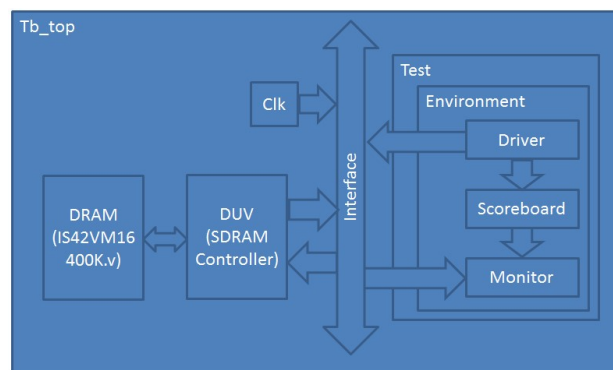 Tb_top
Test
Clk
Environment
Driver
Interface
DRAM
(IS42VM16
400K.v)
DUV
(SDRAM
Controller)
Scoreboard
Monitor